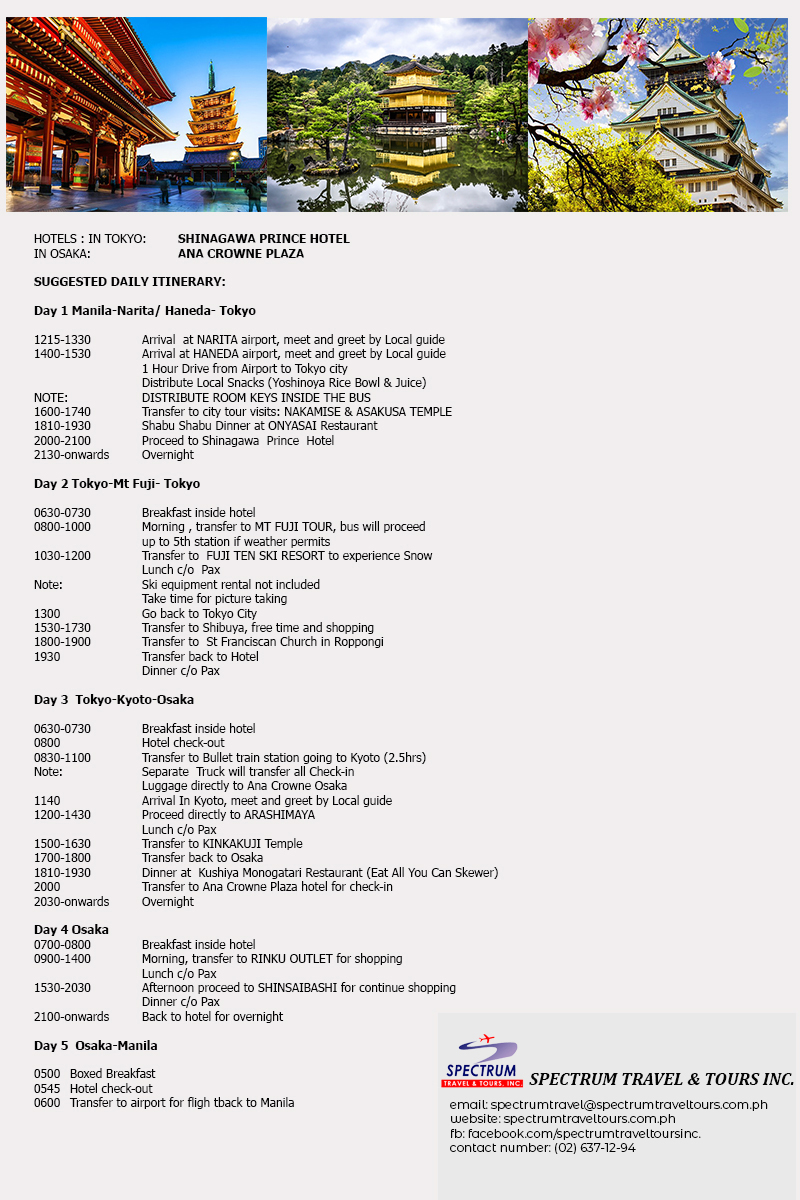 HOTELS : IN TOKYO: SHINAGAWA PRINCE HOTEL
IN OSAKA: ANA CROWNE PLAZA
SUGGESTED DAILY ITINERARY:
Day 1 Manila-Narita/ Haneda- Tokyo
1215-1330 Arrival at NARITA airport, meet and greet by Local guide
1400-1530 Arrival at HANEDA airport, meet and greet by Local guide
1 Hour Drive from Airport to Tokyo city
Distribute Local Snacks (Yoshinoya Rice Bowl & Juice)
NOTE: DISTRIBUTE ROOM KEYS INSIDE THE BUS
1600-1740 Transfer to city tour visits: NAKAMISE & ASAKUSA TEMPLE
1810-1930 Shabu Shabu Dinner at ONYASAI Restaurant
2000-2100 Proceed to Shinagawa Prince Hotel
2130-onwards Overnight
Day 2 Tokyo-Mt Fuji- Tokyo
0630-0730 Breakfast inside hotel
0800-1000 Morning , transfer to MT FUJI TOUR, bus will proceed
up to 5th station if weather permits
1030-1200 Transfer to FUJI TEN SKI RESORT to experience Snow
Lunch c/o Pax
Note: Ski equipment rental not included
Take time for picture taking
1300 Go back to Tokyo City
1530-1730 Transfer to Shibuya, free time and shopping
1800-1900 Transfer to St Franciscan Church in Roppongi
1930 Transfer back to Hotel
Dinner c/o Pax
Day 3 Tokyo-Kyoto-Osaka
0630-0730 Breakfast inside hotel
0800 Hotel check-out
0830-1100 Transfer to Bullet train station going to Kyoto (2.5hrs)
Note: Separate Truck will transfer all Check-in
Luggage directly to Ana Crowne Osaka
1140 Arrival In Kyoto, meet and greet by Local guide
1200-1430 Proceed directly to ARASHIMAYA
Lunch c/o Pax
1500-1630 Transfer to KINKAKUJI Temple
1700-1800 Transfer back to Osaka
1810-1930 Dinner at Kushiya Monogatari Restaurant (Eat All You Can Skewer)
2000 Transfer to Ana Crowne Plaza hotel for check-in
2030-onwards Overnight
Day 4 Osaka
0700-0800 Breakfast inside hotel
0900-1400 Morning, transfer to RINKU OUTLET for shopping
Lunch c/o Pax
1530-2030 Afternoon proceed to SHINSAIBASHI for continue shopping
Dinner c/o Pax
2100-onwards Back to hotel for overnight
Day 5 Osaka-Manila
0500 Boxed Breakfast
0545 Hotel check-out
0600 Transfer to airport for fligh tback to Manila
SPECTRUM
TRAVEL & TOURS, INC.
SPECTRUM TRAVEL & TOURS INC.
email: spectrumtravel@spectrumtraveltours.com.ph
website: spectrumtraveltours.com.ph
fb: facebook.com/spectrumtraveltoursinc.
contact number: (02) 637-12-94